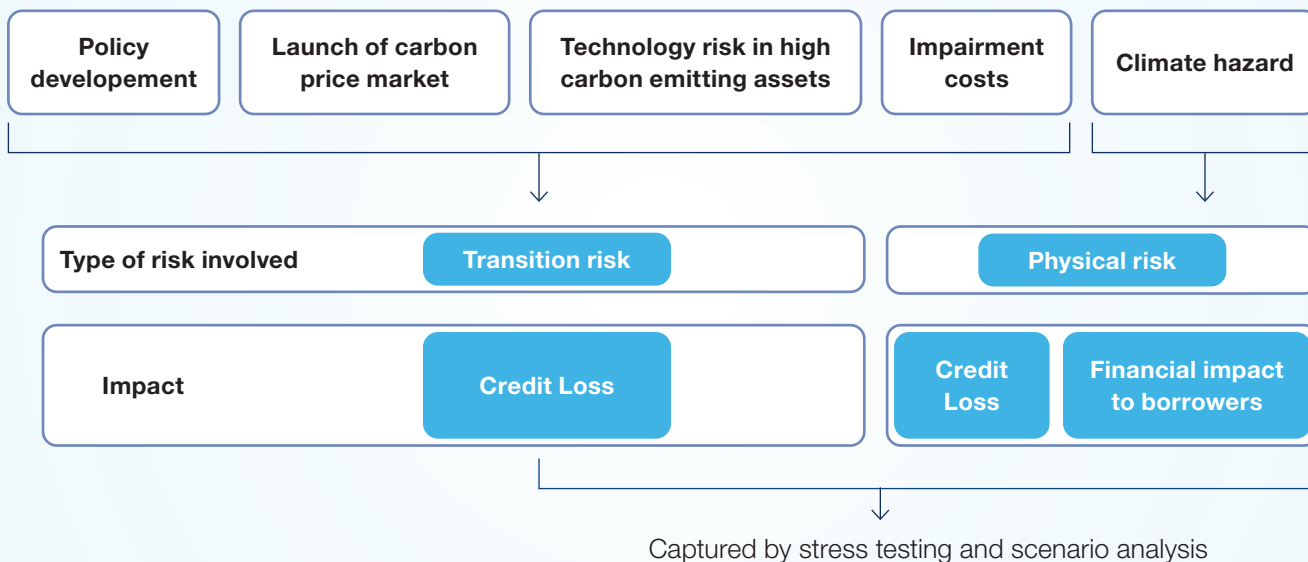 Policy
developement
Launch of carbon
price market
Technology risk in high
carbon emitting assets
Impairment
costs
Climate hazard
Type of risk involved
Transition risk
Physical risk
Impact
Credit Loss
Credit
Loss
Financial impact
to borrowers
Captured by stress testing and scenario analysis